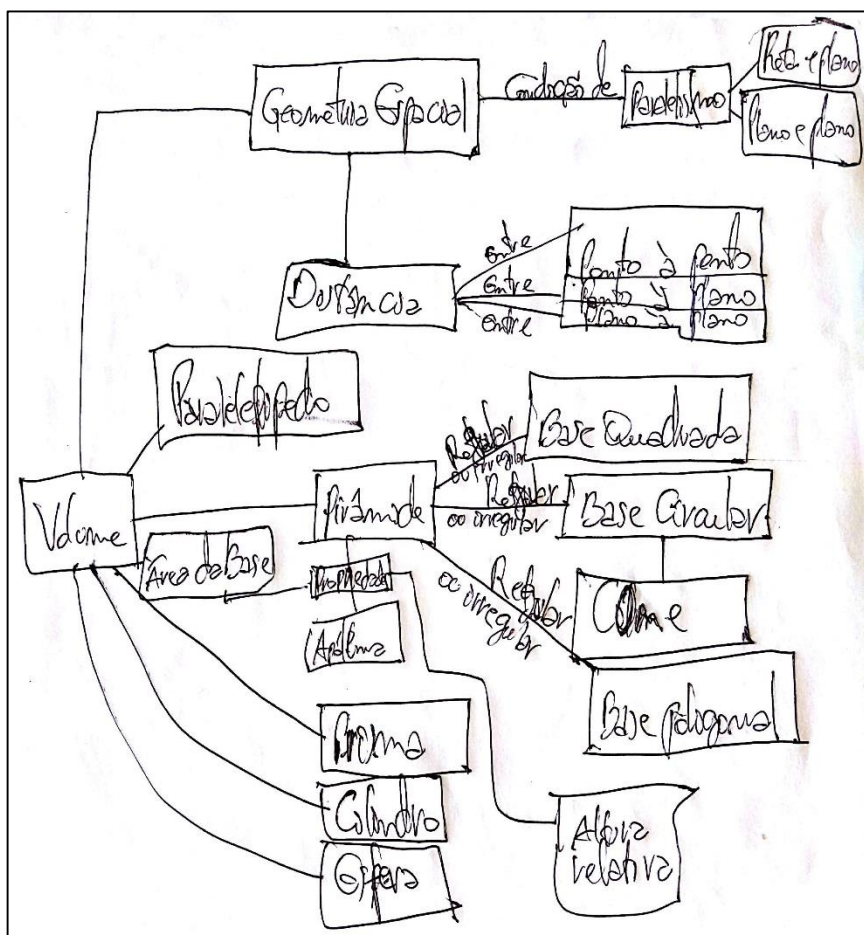 Geometria Espacial
Condição de
Paralelismo
Reta e plano
Plano e plano
Distância
entre
entre
entre
Ponto à ponto
Ponto à plano
plano à plano
Paralelepípedo
Volume
Pirâmide
Regular
ou irregular
Base Quadrada
Regular
ou irregular
Base Circular
Cone
Regular
ou irregular
Base Poligonal
Área da Base
Propriedade
Apótema
Prisma
Cilindro
Esfera
Altura
relativa